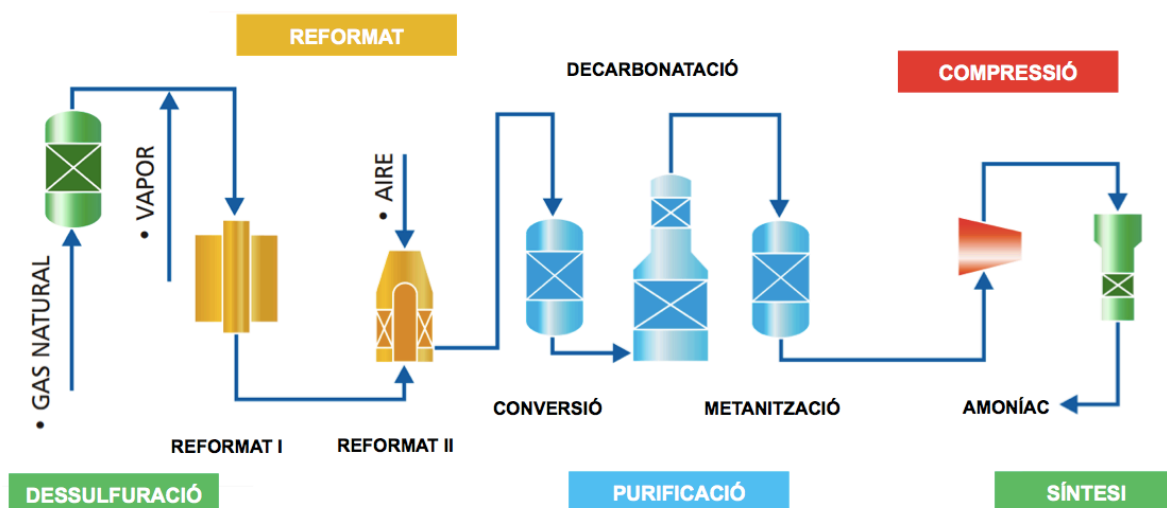 REFORMAT
DECARBONATACIÓ
COMPRESSIÓ
• GAS NATURAL
• VAPOR
• AIRE
CONVERSIÓ
METANITZACIÓ
AMONÍAC
REFORMAT I
REFORMAT II
DESSULFURACIÓ
PURIFICACIÓ
SÍNTESI